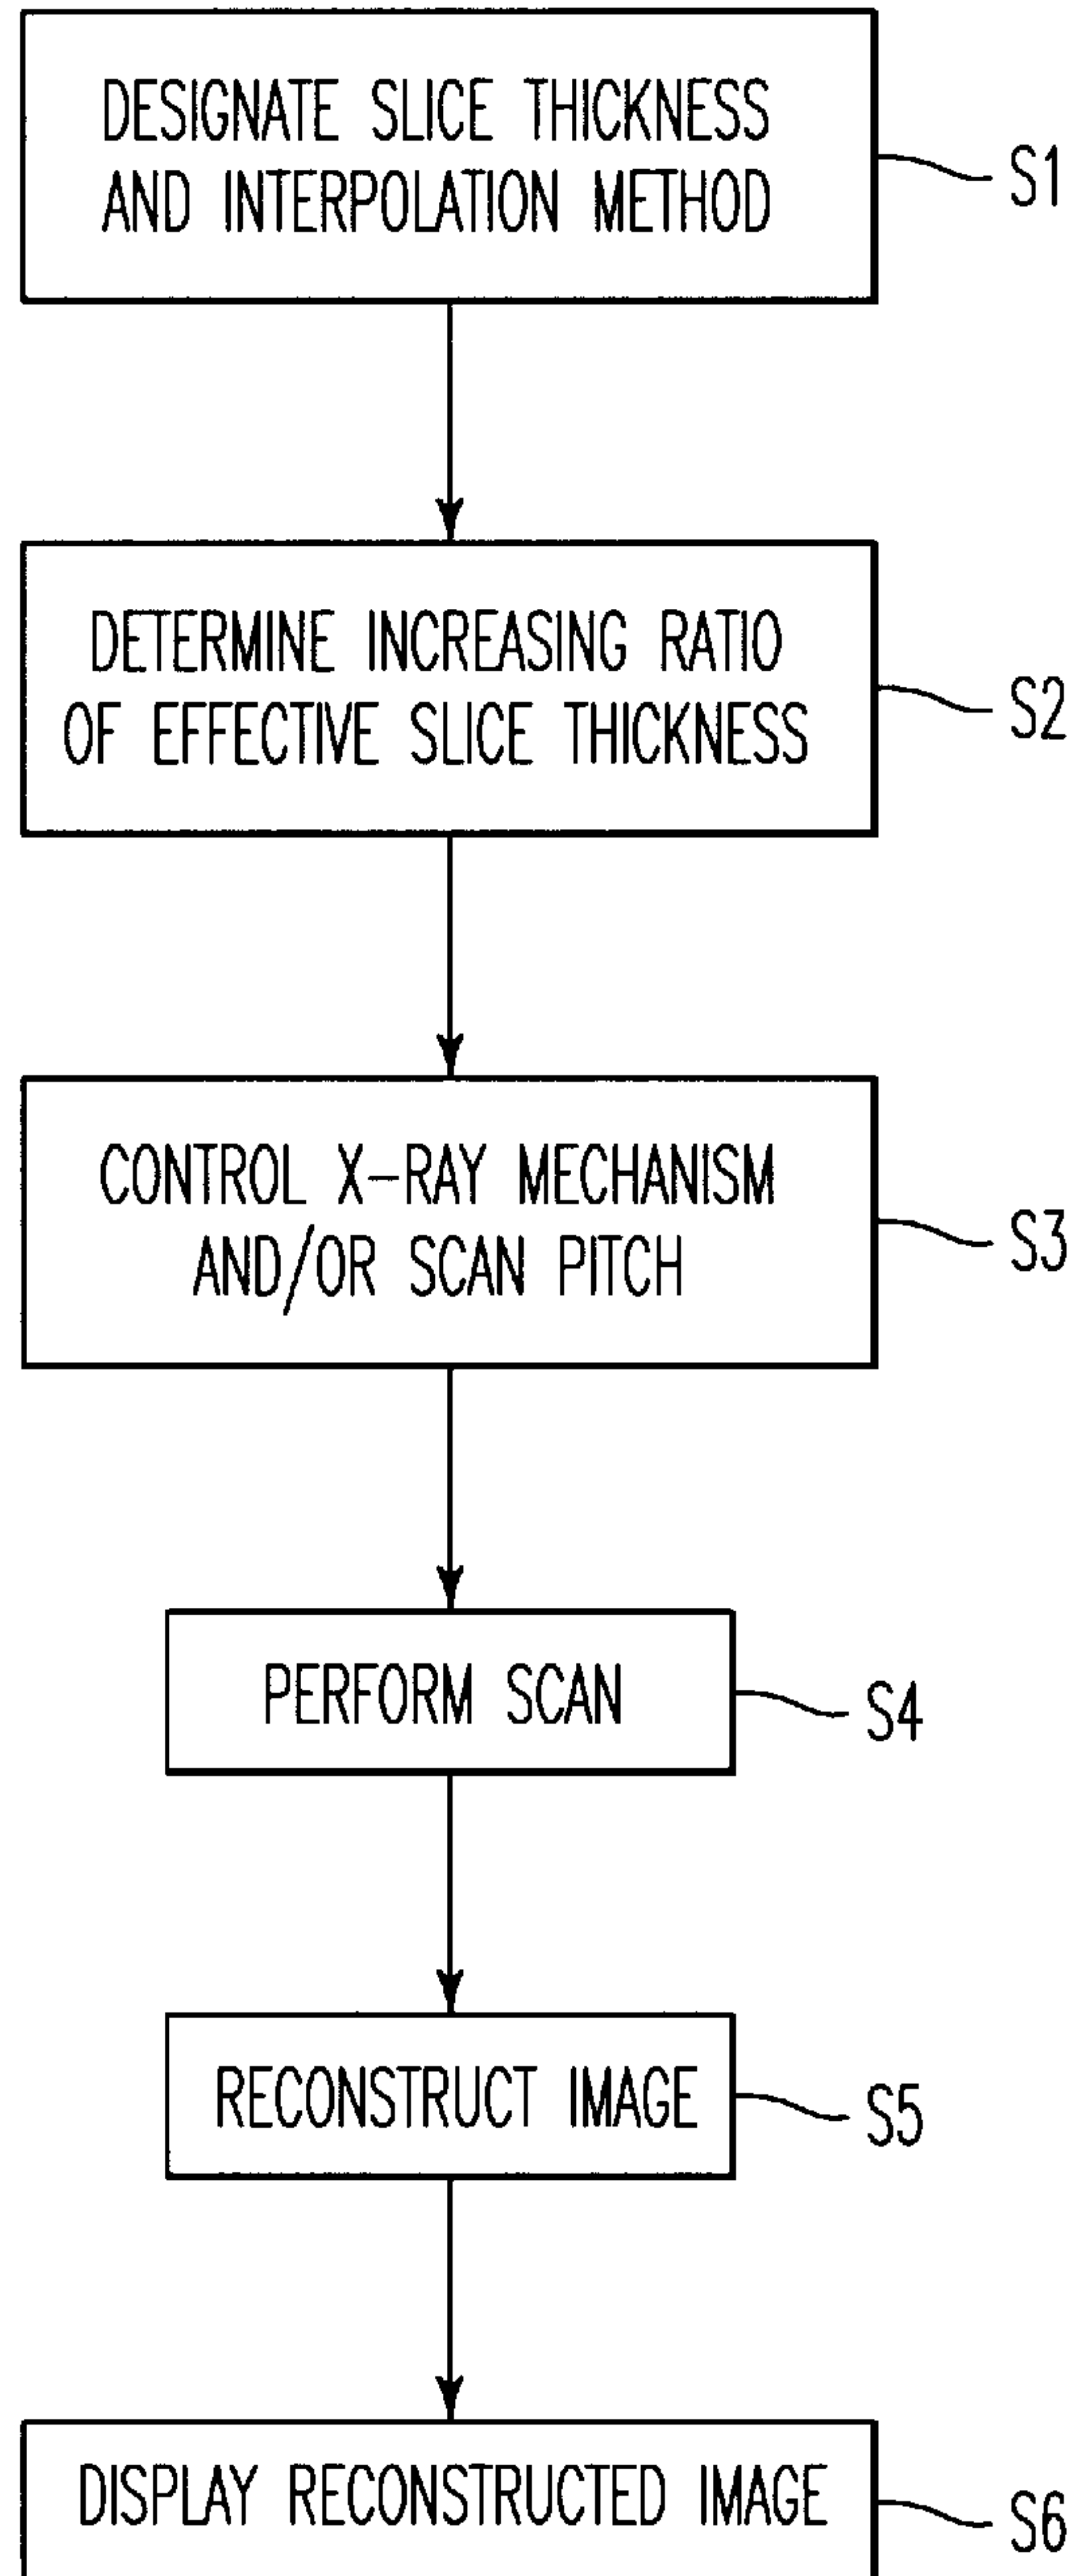 DESIGNATE SLICE THICKNESS
AND INTERPOLATION METHOD
S1
DETERMINE INCREASING RATIO
OF EFFECTIVE SLICE THICKNESS
S2
CONTROL X-RAY MECHANISM
AND/OR SCAN PITCH
S3
PERFORM SCAN
S4
RECONSTRUCT IMAGE
S5
DISPLAY RECONSTRUCTED IMAGE
S6